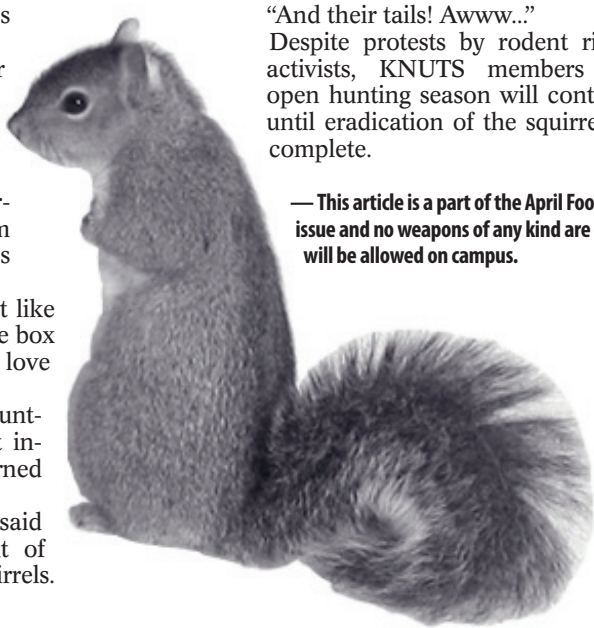 s
r
r-
s
t like
e box
love
unt-
t in-
rned
said
t of
irrels.
“And their tails! Awww...”
Despite protests by rodent ri
activists, KNUTS members
open hunting season will cont
until eradication of the squirre
complete.
— This article is a part of the April Foo
issue and no weapons of any kind are
will be allowed on campus.